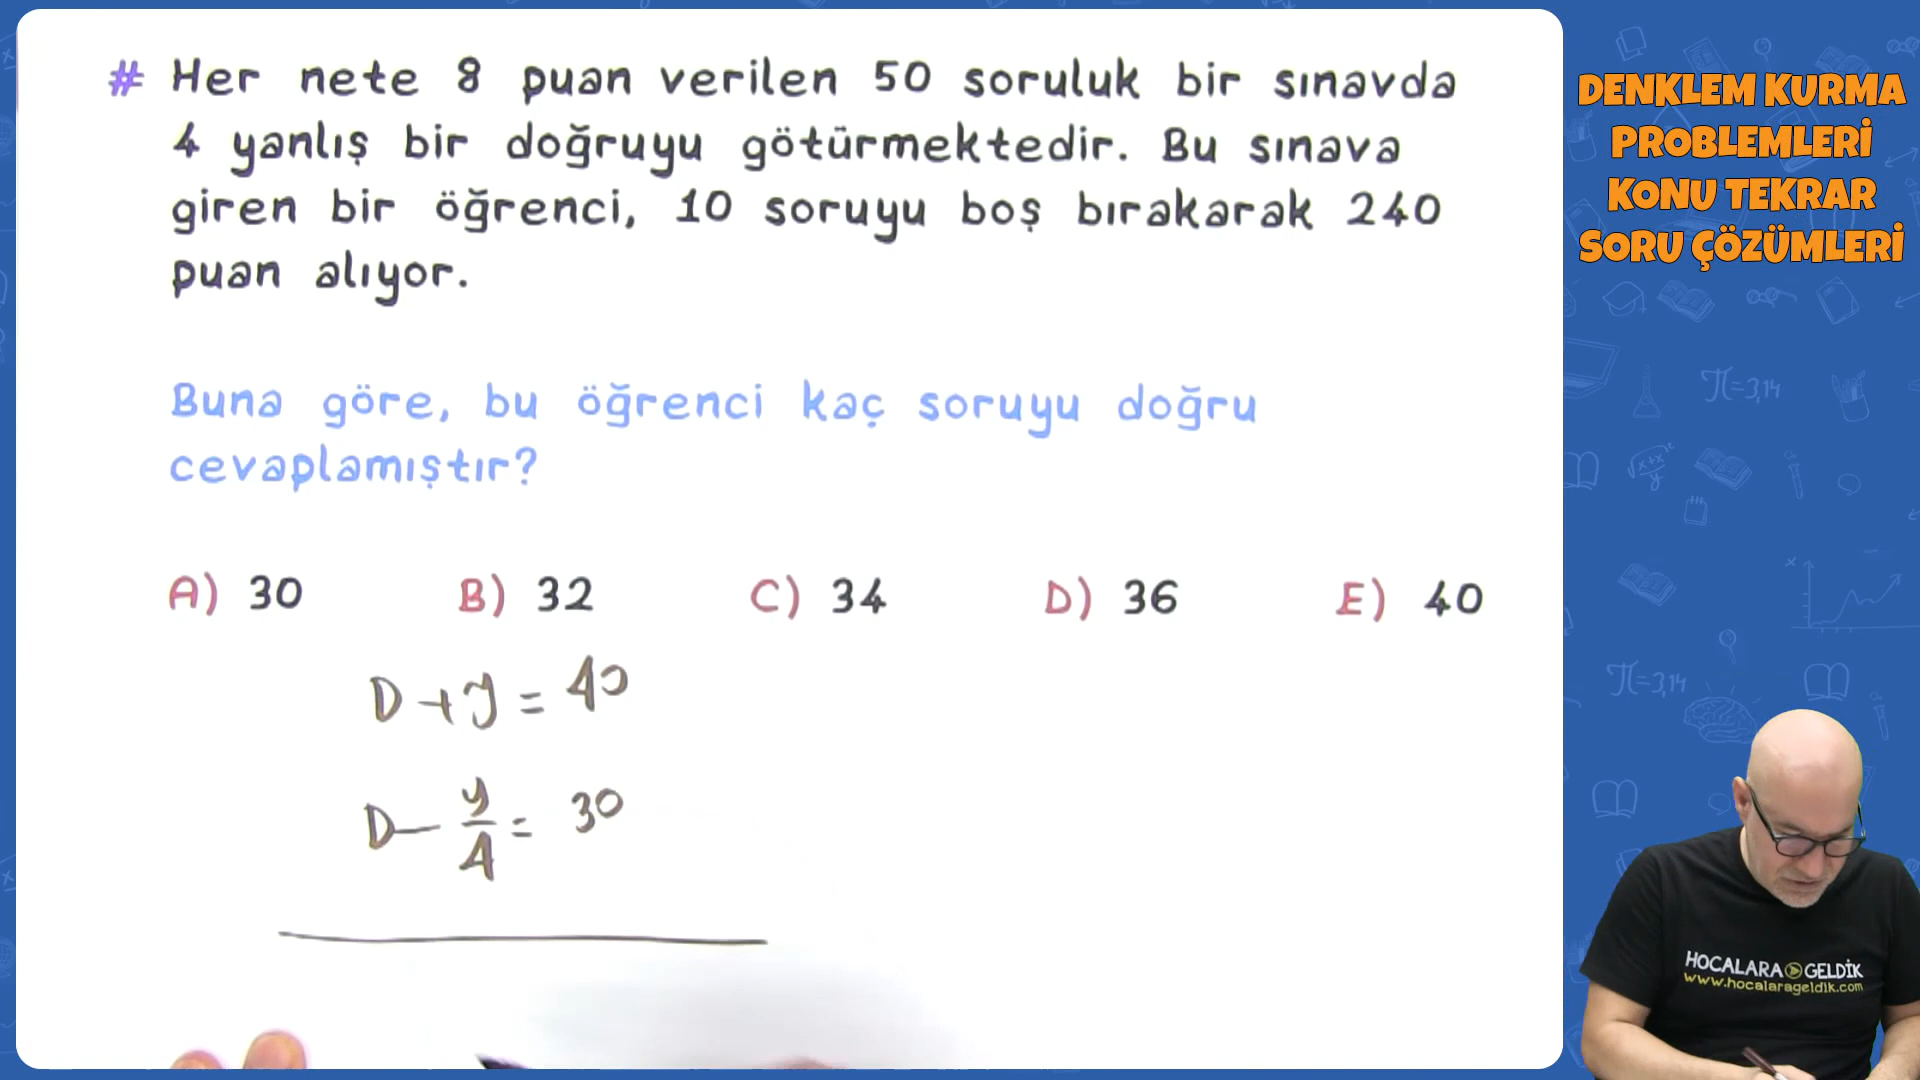 # Her nete 8 puan verilen 50 soruluk bir sınavda
4 yanlış bir doğruyu götürmektedir. Bu sınava
giren bir öğrenci, 10 soruyu boş bırakarak 240
puan alıyor.
Buna göre, bu öğrenci kaç soruyu doğru
cevaplamıştır?
A) 30 B) 32 C) 34 D) 36 E) 40
D + y = 40
D - y/4 = 30
DENKLEM KURMA
PROBLEMLERİ
KONU TEKRAR
SORU ÇÖZÜMLERİ
π=3,14
π=3,14
HOCALARA GELDİK
www.hocalarageldik.com